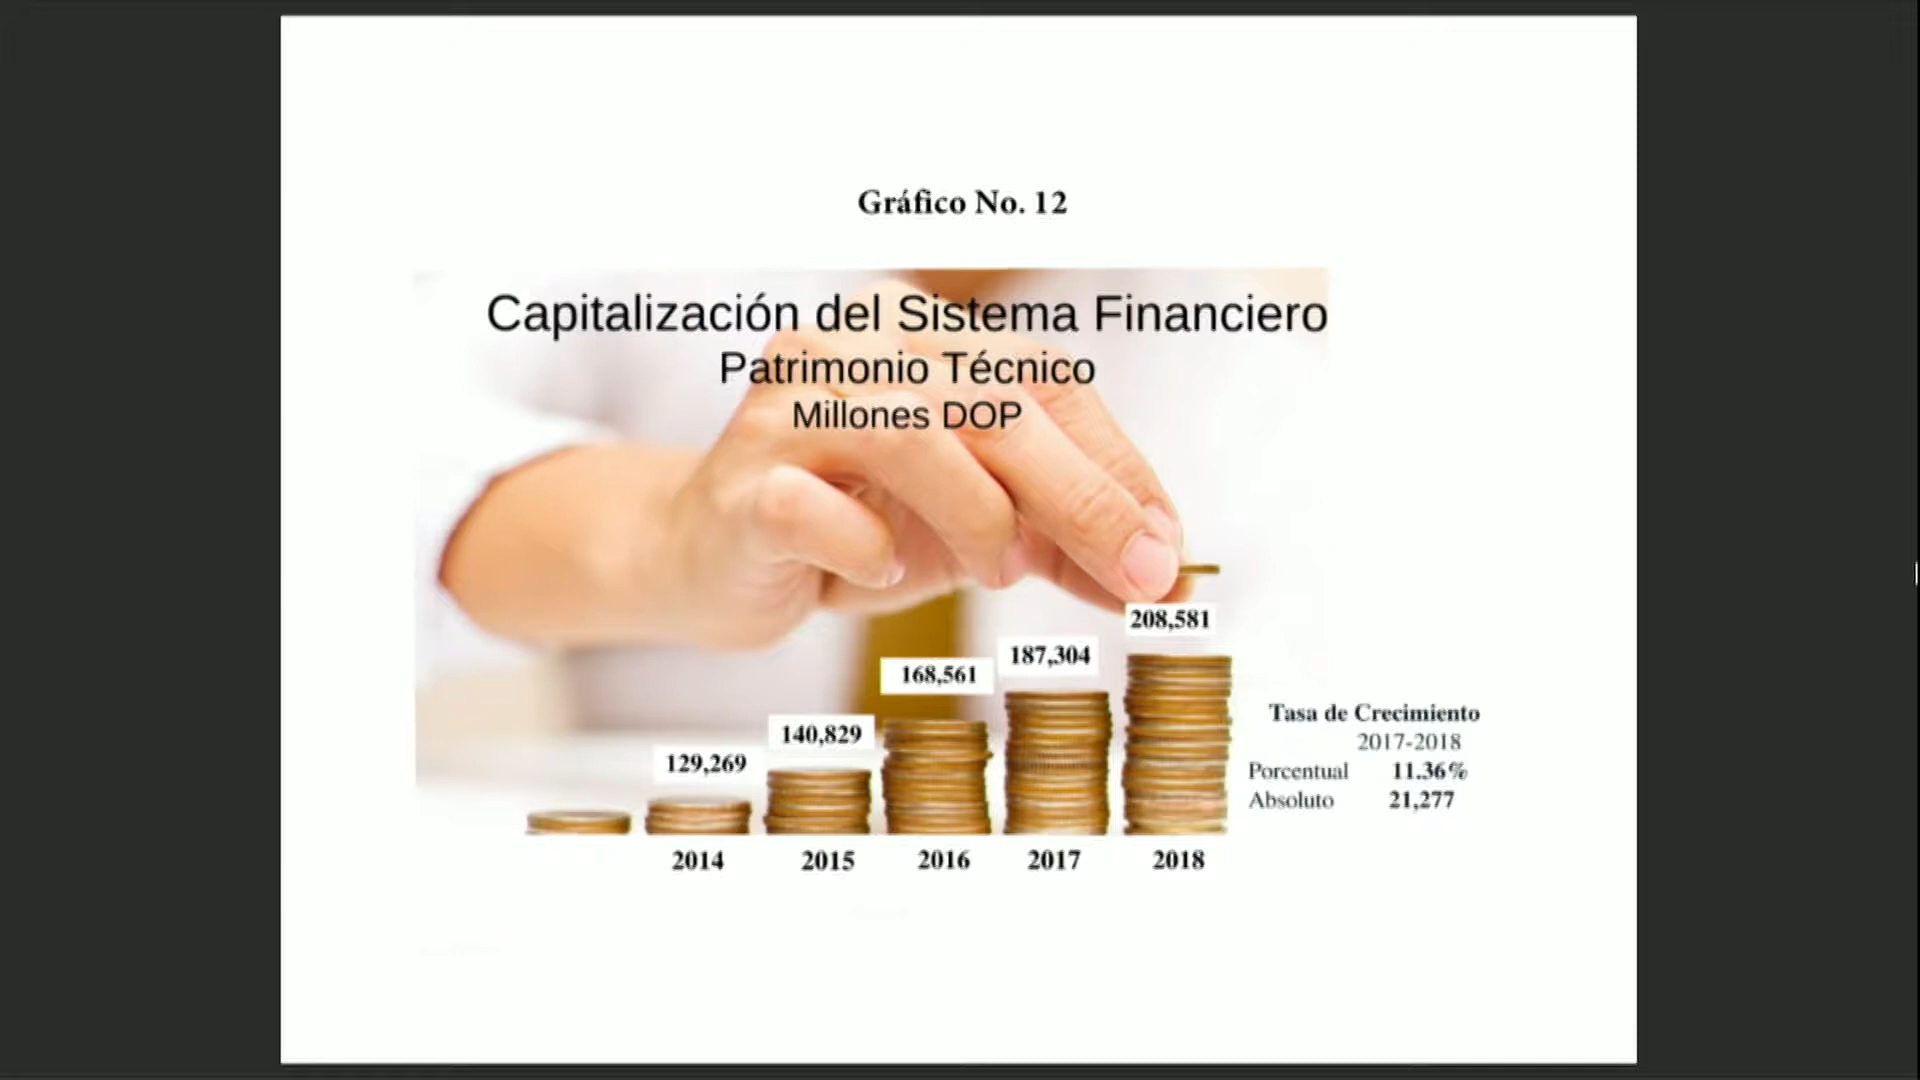 Gráfico No. 12
Capitalización del Sistema Financiero
Patrimonio Técnico
Millones DOP
208,581
187,304
168,561
140,829
129,269
Tasa de Crecimiento
2017-2018
Porcentual 11.36%
Absoluto 21,277
2014 2015 2016 2017 2018